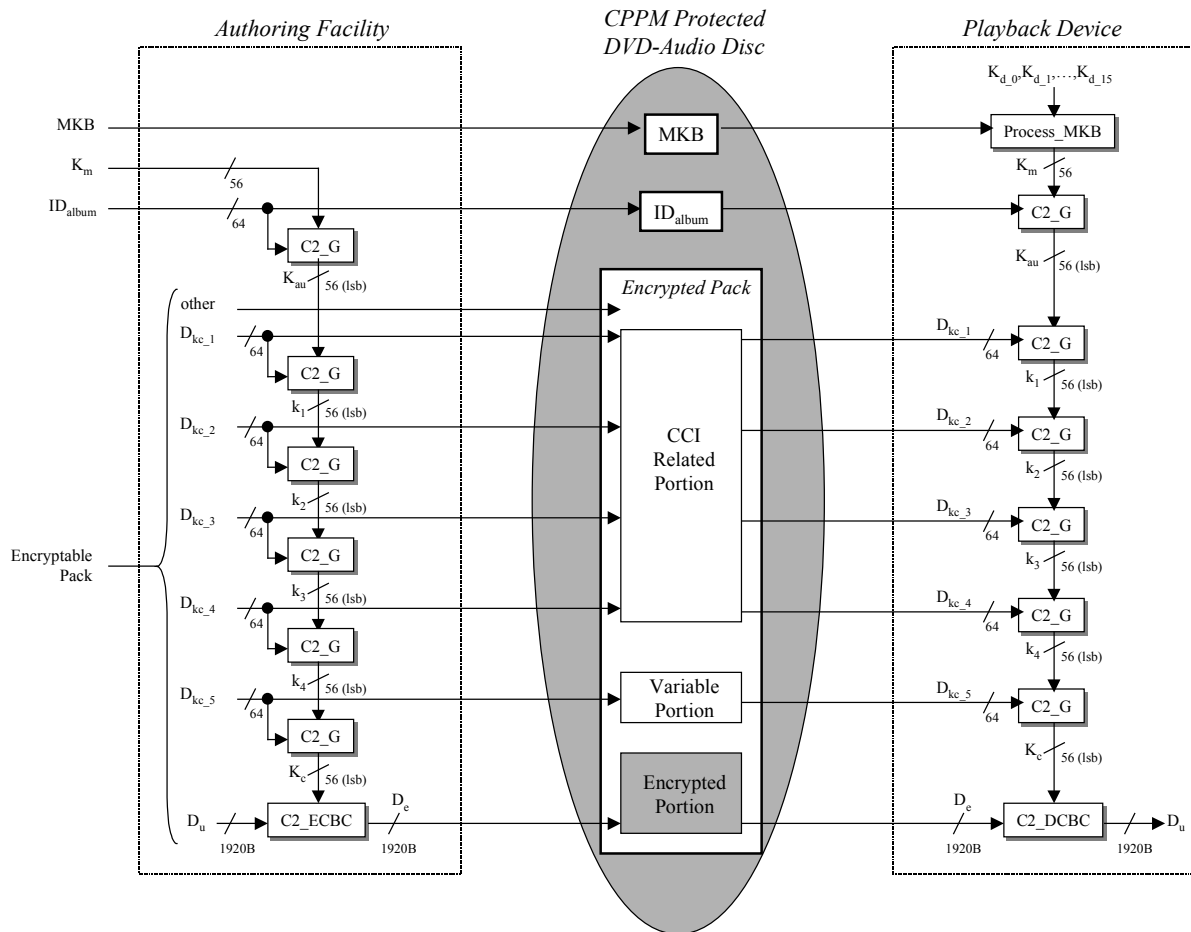 Authoring Facility
CPPM Protected
DVD-Audio Disc
Playback Device
K_d_0,K_d_1,…,K_d_15
MKB
MKB
Process_MKB
K_m
56
K_m
56
ID_album
64
ID_album
C2_G
C2_G
K_au
56 (lsb)
K_au
56 (lsb)
Encrypted Pack
other
D_kc_1
64
D_kc_1
64
C2_G
C2_G
k_1
56 (lsb)
k_1
56 (lsb)
D_kc_2
64
D_kc_2
64
C2_G
C2_G
CCI
Related
Portion
k_2
56 (lsb)
k_2
56 (lsb)
D_kc_3
64
D_kc_3
64
C2_G
C2_G
Encryptable
Pack
k_3
56 (lsb)
k_3
56 (lsb)
D_kc_4
64
D_kc_4
64
C2_G
C2_G
k_4
56 (lsb)
k_4
56 (lsb)
D_kc_5
64
Variable
Portion
D_kc_5
64
C2_G
C2_G
K_c
56 (lsb)
K_c
56 (lsb)
Encrypted
Portion
D_u
1920B
C2_ECBC
D_e
1920B
D_e
1920B
C2_DCBC
1920B
D_u